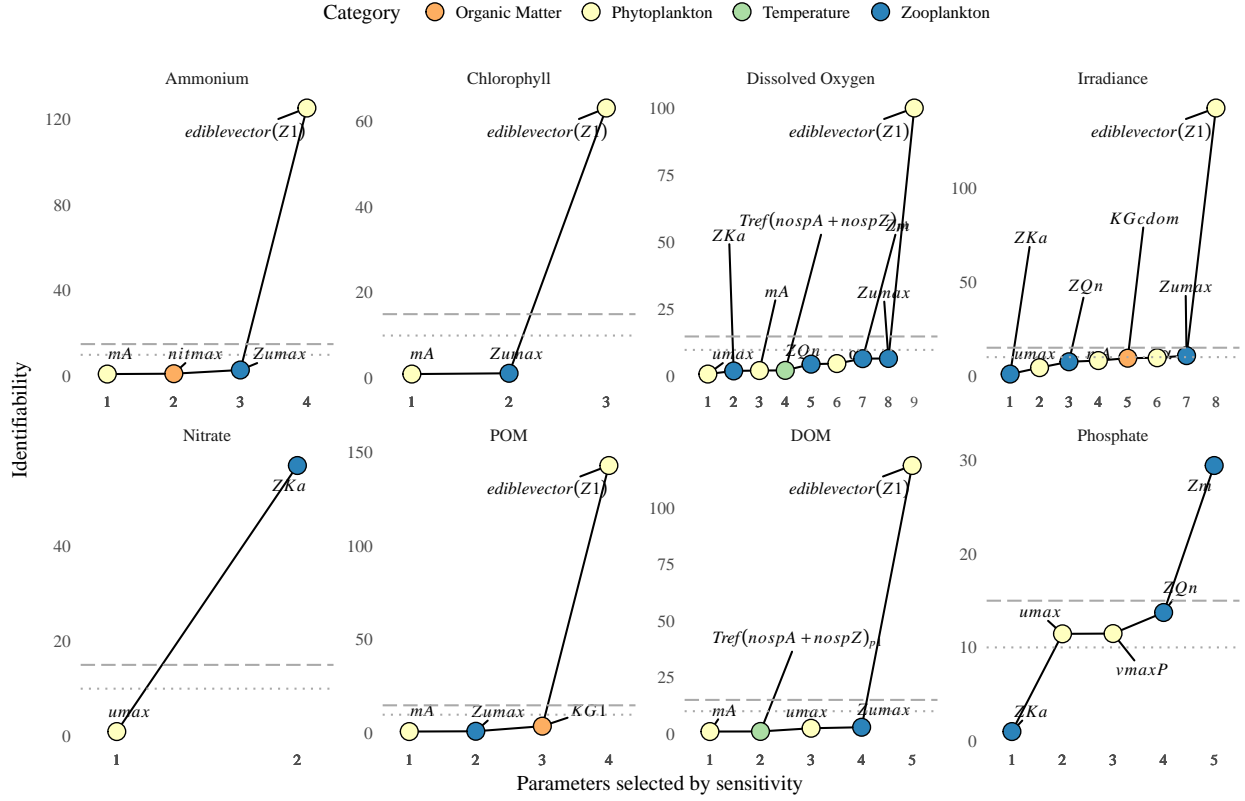 Category Organic Matter Phytoplankton Temperature Zooplankton
Ammonium
120
80
40
0
ediblevector(Z1)
mA
nitmax
Zumax
1 2 3 4
Chlorophyll
60
40
20
0
ediblevector(Z1)
mA
Zumax
1 2 3
Dissolved Oxygen
100
75
50
25
0
ediblevector(Z1)
Tref(nospA + nospZ)
Zm
ZKa
mA
Zumax
umax
ZQn
1 2 3 4 5 6 7 8 9
Irradiance
100
50
0
ediblevector(Z1)
KGcdom
ZKa
ZQn
Zumax
umax
1 2 3 4 5 6 7 8
Identifiability
Nitrate
40
20
0
ZKa
umax
1 2
POM
150
100
50
0
ediblevector(Z1)
mA
Zumax
KG1
1 2 3 4
DOM
100
75
50
25
0
ediblevector(Z1)
Tref(nospA + nospZ)p1
mA
umax
Zumax
1 2 3 4 5
Phosphate
30
20
10
0
Zm
ZQn
umax
vmaxP
ZKa
1 2 3 4 5
Parameters selected by sensitivity